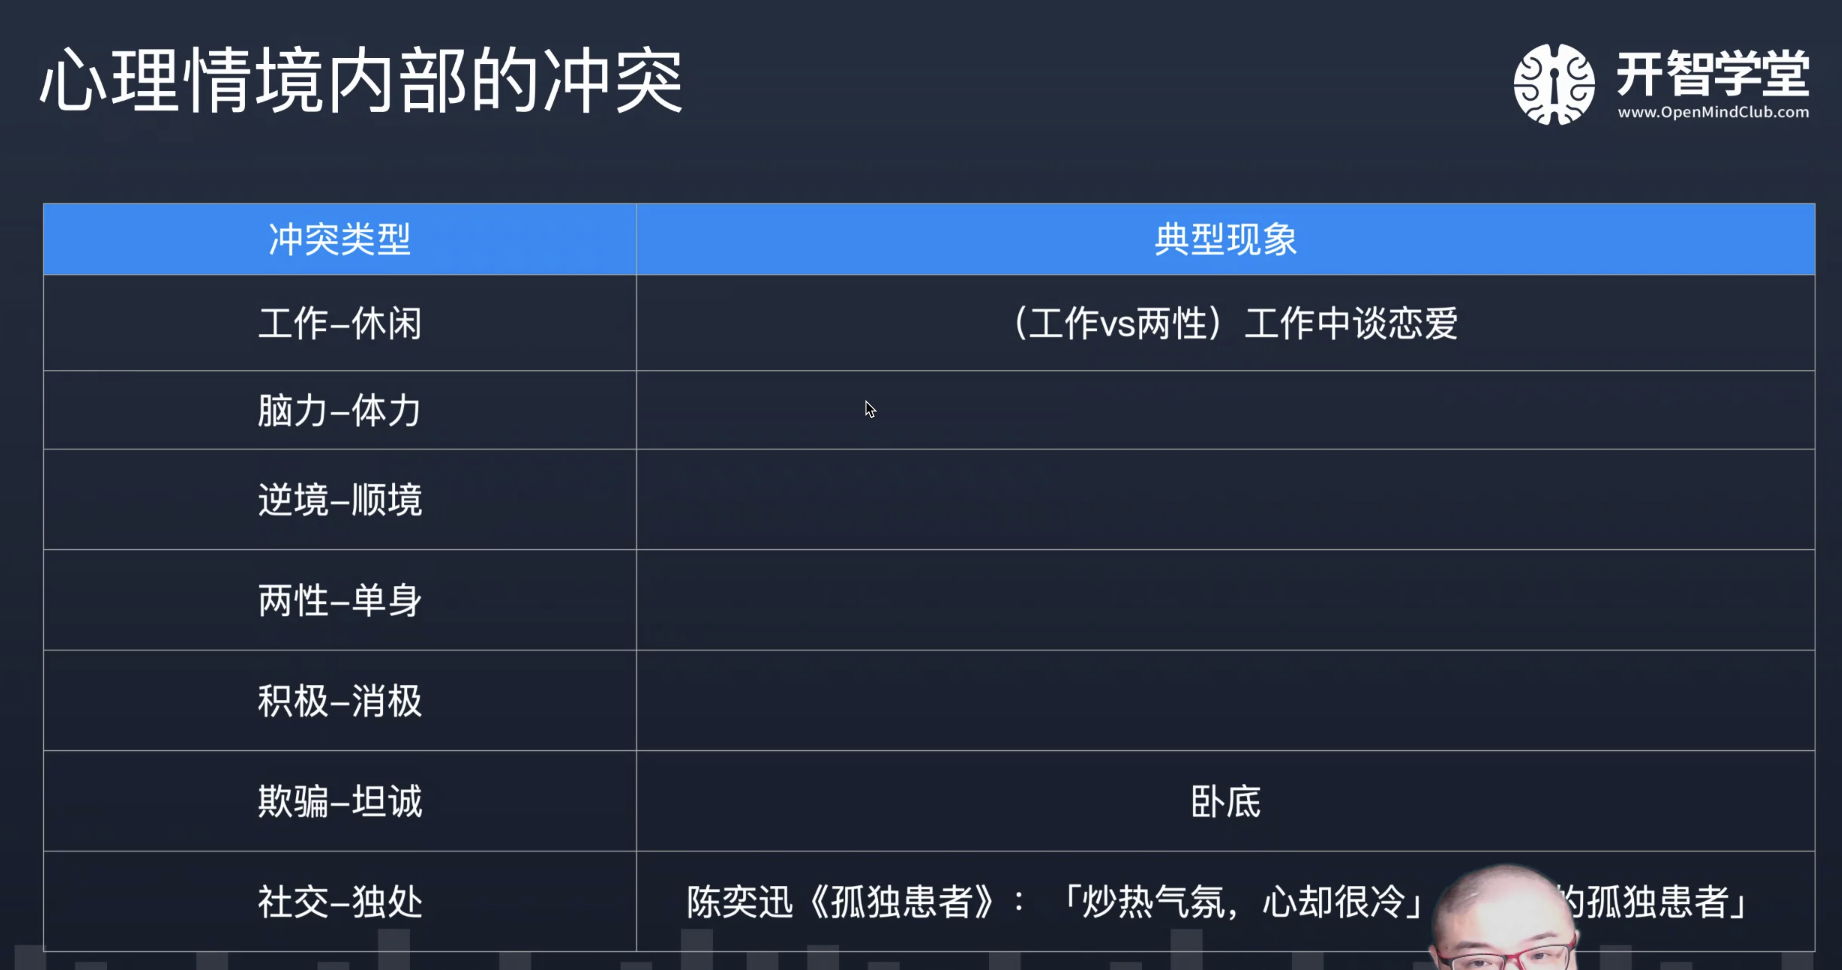 心理情境内部的冲突
开智学堂
www.OpenMindClub.com
冲突类型
典型现象
工作–休闲
（工作vs两性）工作中谈恋爱
脑力–体力
逆境–顺境
两性–单身
积极–消极
欺骗–坦诚
卧底
社交–独处
陈奕迅《孤独患者》：「炒热气氛，心却很冷」 的孤独患者」